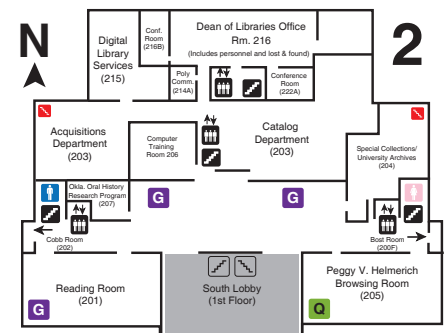 N
2
Digital
Library
Services
(215)
Conf.
Room
(216B)
Dean of Libraries Office
Rm. 216
(Includes personnel and lost & found)
Poly
Comm.
(214A)
Conference
Room
(222A)
Acquisitions
Department
(203)
Computer
Training
Room 206
Catalog
Department
(203)
Special Collections/
University Archives
(204)
Okla. Oral History
Research Program
(207)
G
G
Cobb Room
(202)
Bost Room
(200F)
Reading Room
(201)
G
South Lobby
(1st Floor)
Peggy V. Helmerich
Browsing Room
(205)
Q